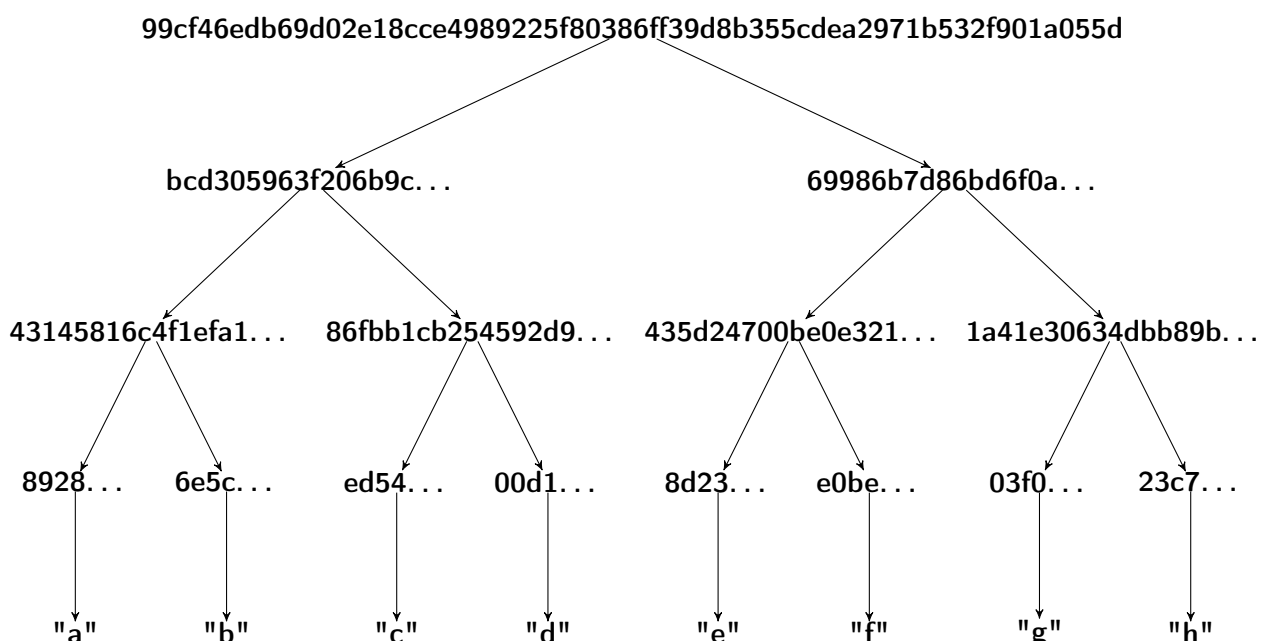 99cf46edb69d02e18cce4989225f80386ff39d8b355cdea2971b532f901a055d
bcd305963f206b9c... 69986b7d86bd6f0a...
43145816c4f1efa1... 86fbb1cb254592d9... 435d24700be0e321... 1a41e30634dbb89b...
8928... 6e5c... ed54... 00d1... 8d23... e0be... 03f0... 23c7...
"a" "b" "c" "d" "e" "f" "g" "h"